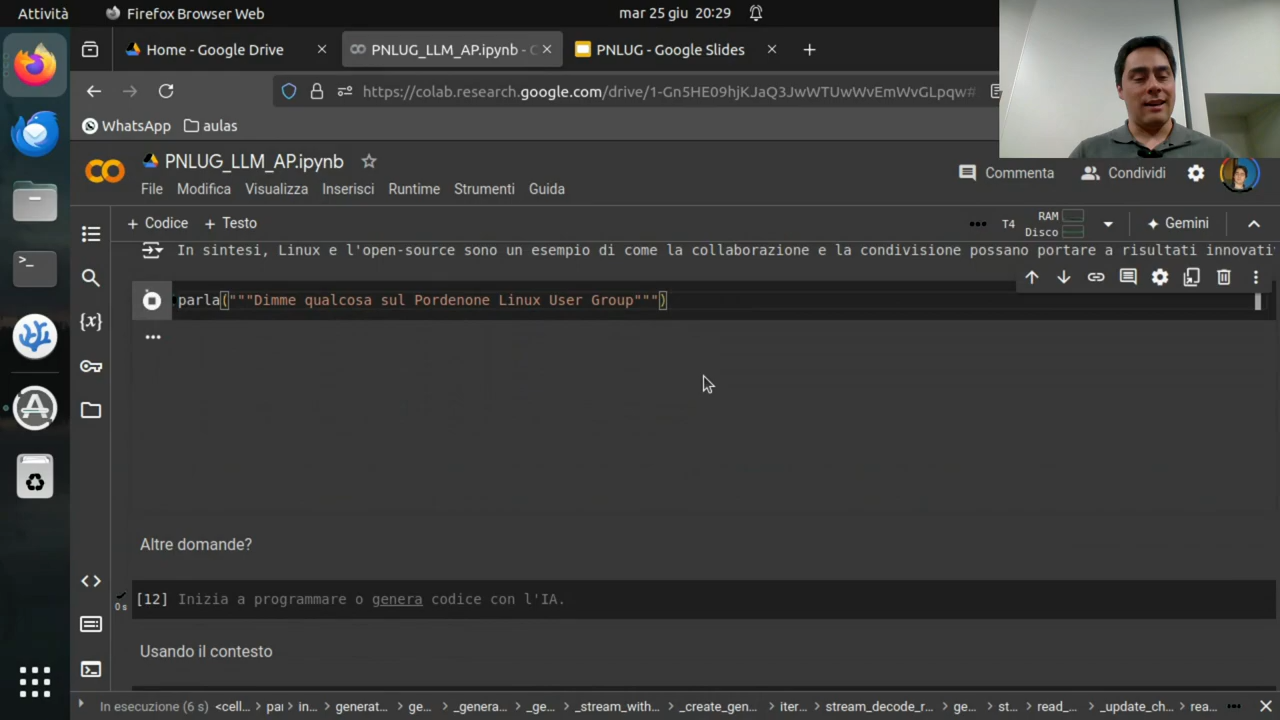 Attività
Firefox Browser Web
mar 25 giu 20:29
Home - Google Drive
PNLUG_LLM_AP.ipynb -
PNLUG - Google Slides
https://colab.research.google.com/drive/1-Gn5HE09hjKJaQ3JwWTUwWvEmWvGLpqw#
WhatsApp
aulas
PNLUG_LLM_AP.ipynb
Commenta
Condividi
File Modifica Visualizza Inserisci Runtime Strumenti Guida
+ Codice + Testo
T4
RAM
Disco
Gemini
In sintesi, Linux e l'open-source sono un esempio di come la collaborazione e la condivisione possano portare a risultati innovati
parla("""Dimme qualcosa sul Pordenone Linux User Group""")
{x}
Altre domande?
[12] Inizia a programmare o genera codice con l'IA.
0 s
Usando il contesto
In esecuzione (6 s) <cell... pa in... generat... ge... _genera... _ge... _stream_with... _create_gen... iter... stream_decode_r... ge... st... read_... _update_ch... rea...